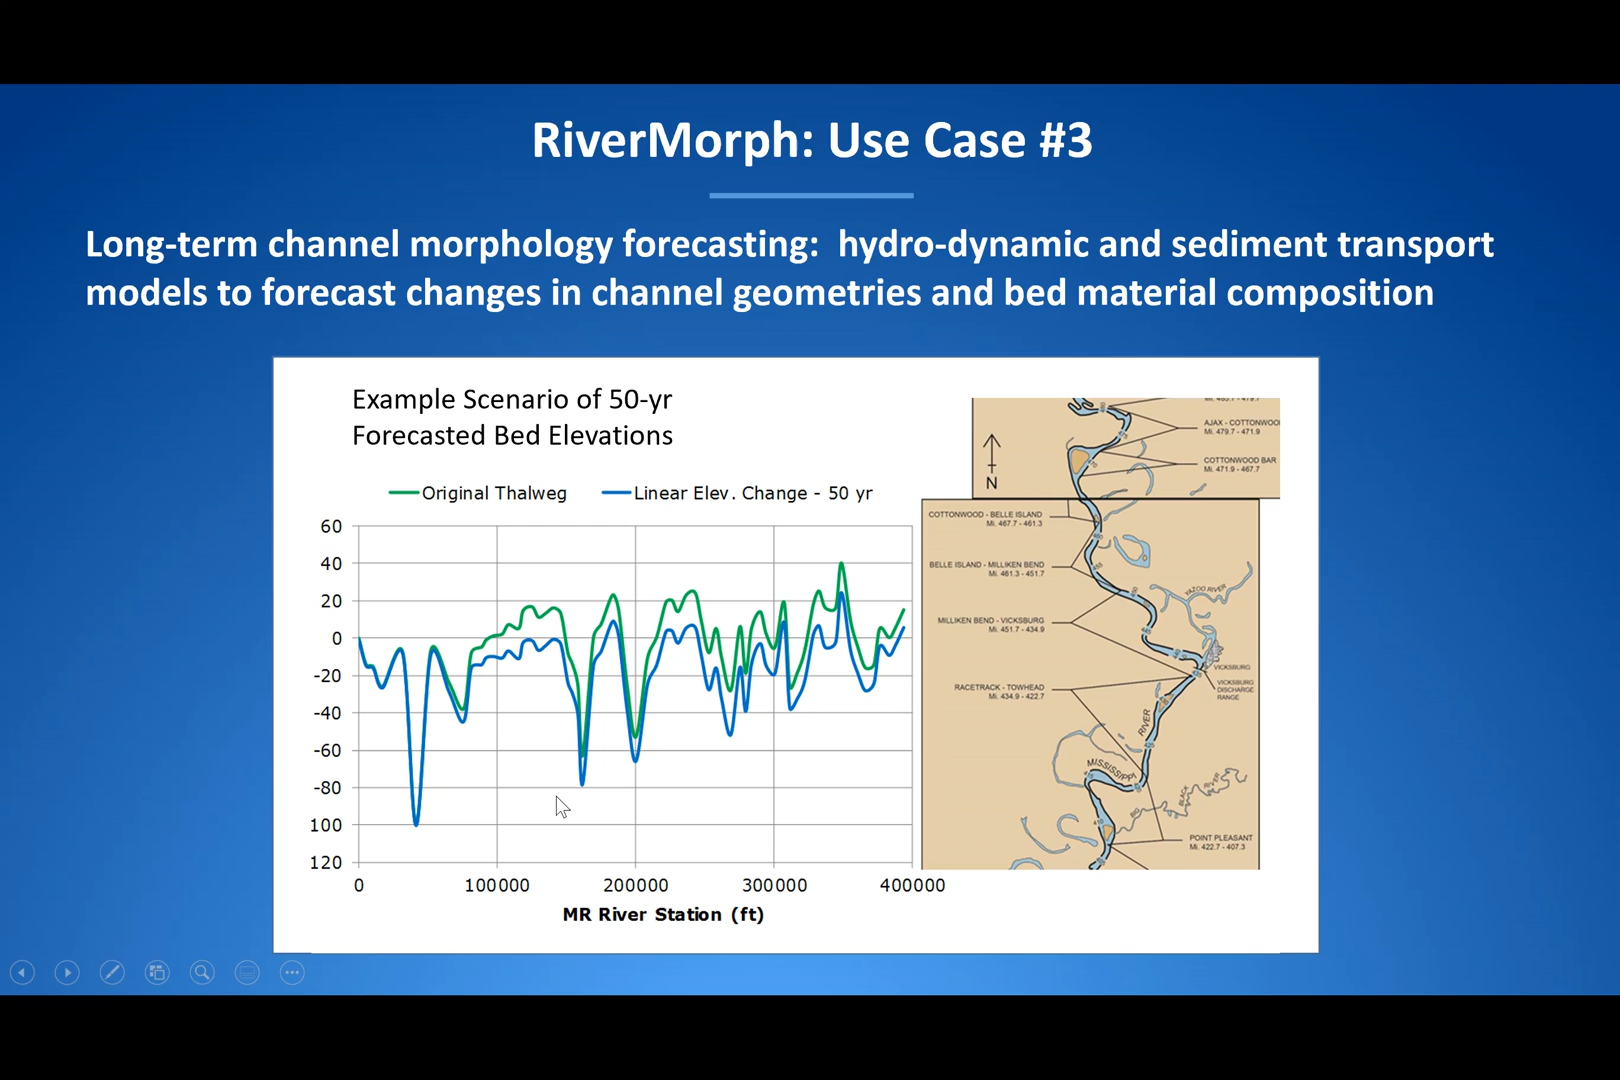 RiverMorph: Use Case #3
Long-term channel morphology forecasting:  hydro-dynamic and sediment transport
models to forecast changes in channel geometries and bed material composition
Example Scenario of 50-yr
Forecasted Bed Elevations
Original Thalweg
Linear Elev. Change - 50 yr
60
40
20
0
-20
-40
-60
-80
100
120
0
100000
200000
300000
400000
MR River Station (ft)
AJAX - COTTONWOO
Mi. 479.7 - 471.9
COTTONWOOD BAR
Mi. 471.9 - 467.7
N
COTTONWOOD - BELLE ISLAND
Mi. 467.7 - 461.3
BELLE ISLAND - MILLIKEN BEND
Mi. 461.3 - 451.7
YAZOO RIVER
MILLIKEN BEND - VICKSBURG
Mi. 451.7 - 434.9
VICKSBURG
VICKSBURG
DISCHARGE
RANGE
RACETRACK - TOWHEAD
Mi. 434.9 - 422.7
RIVER
MISSISSIPPI
BIG
BLACK
POINT PLEASANT
Mi. 422.7 - 407.3